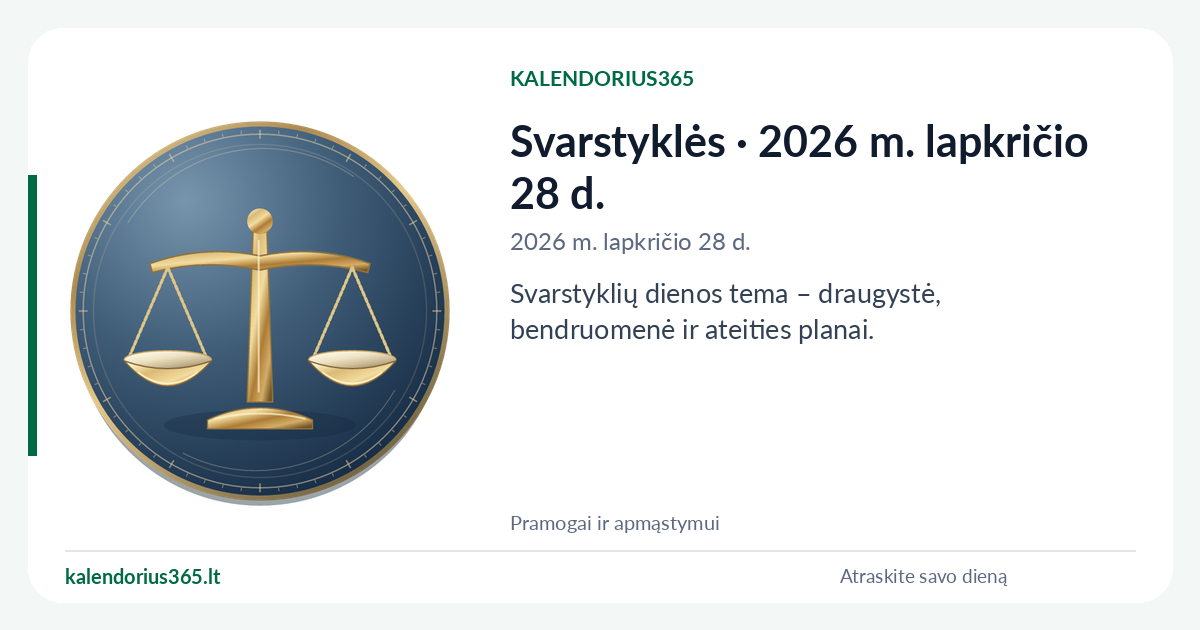 KALENDORIUS365
Svarstyklės · 2026 m. lapkričio
28 d.
2026 m. lapkričio 28 d.
Svarstyklių dienos tema – draugystė,
bendruomenė ir ateities planai.
Pramogai ir apmąstymui
kalendorius365.lt
Atraskite savo dieną